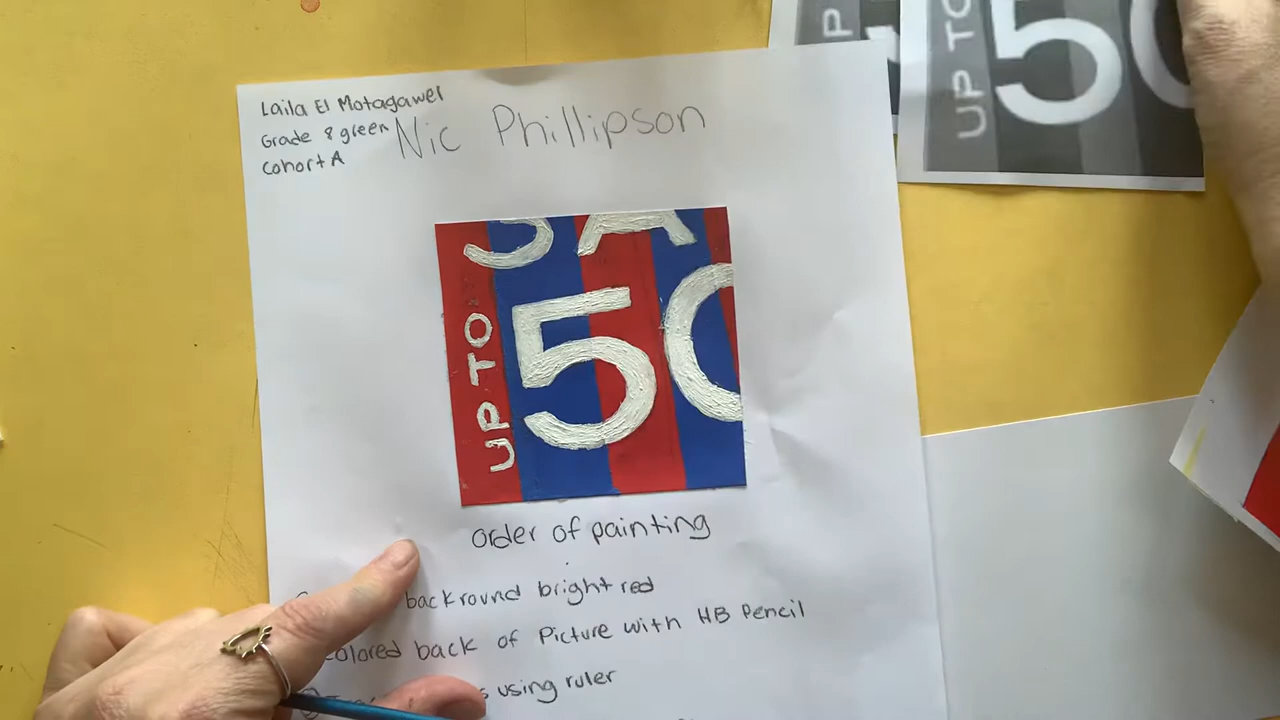 Laila El Motagawel
Grade 8 green
Cohort A
Nic Phillipson
SA
UP TO
50
order of painting
backround bright red
colored back of Picture with HB Pencil
using ruler
UP TO
50
P